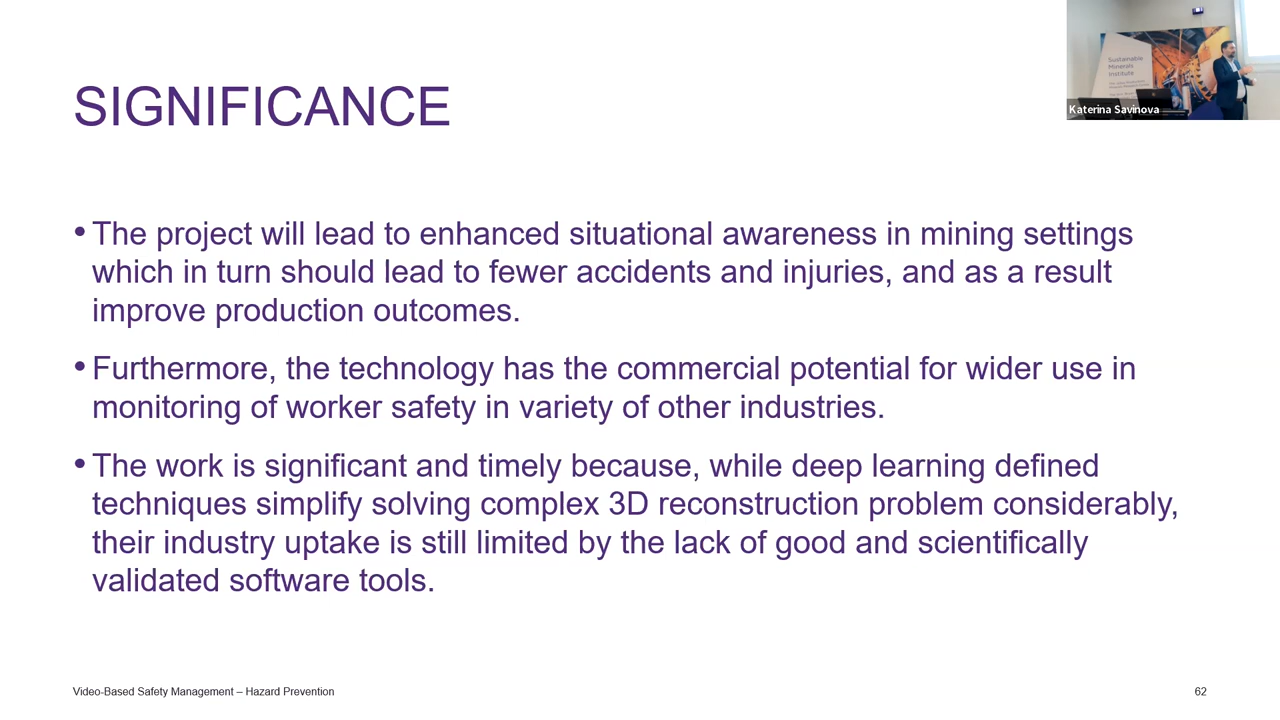 SIGNIFICANCE
Sustainable
Minerals
Institute
Katerina Savinova
• The project will lead to enhanced situational awareness in mining settings
which in turn should lead to fewer accidents and injuries, and as a result
improve production outcomes.
• Furthermore, the technology has the commercial potential for wider use in
monitoring of worker safety in variety of other industries.
• The work is significant and timely because, while deep learning defined
techniques simplify solving complex 3D reconstruction problem considerably,
their industry uptake is still limited by the lack of good and scientifically
validated software tools.
Video-Based Safety Management – Hazard Prevention
62